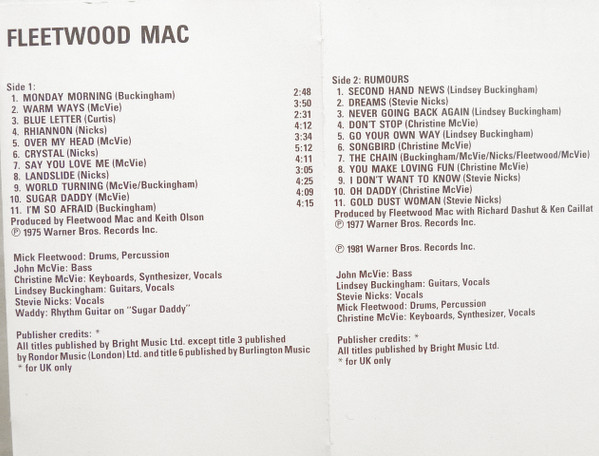 FLEETWOOD MAC
Side 1:
1. MONDAY MORNING (Buckingham) 2:48
2. WARM WAYS (McVie) 3:50
3. BLUE LETTER (Curtis) 2:31
4. RHIANNON (Nicks) 4:12
5. OVER MY HEAD (McVie) 3:34
6. CRYSTAL (Nicks) 5:12
7. SAY YOU LOVE ME (McVie) 4:11
8. LANDSLIDE (Nicks) 3:05
9. WORLD TURNING (McVie/Buckingham) 4:25
10. SUGAR DADDY (McVie) 4:09
11. I'M SO AFRAID (Buckingham) 4:15
Produced by Fleetwood Mac and Keith Olson
℗ 1975 Warner Bros. Records Inc.
Mick Fleetwood: Drums, Percussion
John McVie: Bass
Christine McVie: Keyboards, Synthesizer, Vocals
Lindsey Buckingham: Guitars, Vocals
Stevie Nicks: Vocals
Waddy: Rhythm Guitar on "Sugar Daddy"
Publisher credits: *
All titles published by Bright Music Ltd. except title 3 published
by Rondor Music (London) Ltd. and title 6 published by Burlington Music
* for UK only
Side 2: RUMOURS
1. SECOND HAND NEWS (Lindsey Buckingham)
2. DREAMS (Stevie Nicks)
3. NEVER GOING BACK AGAIN (Lindsey Buckingham)
4. DON'T STOP (Christine McVie)
5. GO YOUR OWN WAY (Lindsey Buckingham)
6. SONGBIRD (Christine McVie)
7. THE CHAIN (Buckingham/McVie/Nicks/Fleetwood/McVie)
8. YOU MAKE LOVING FUN (Christine McVie)
9. I DON'T WANT TO KNOW (Stevie Nicks)
10. OH DADDY (Christine McVie)
11. GOLD DUST WOMAN (Stevie Nicks)
Produced by Fleetwood Mac with Richard Dashut & Ken Caillat
℗ 1977 Warner Bros. Records Inc.
℗ 1981 Warner Bros. Records Inc.
John McVie: Bass
Lindsey Buckingham: Guitars, Vocals
Stevie Nicks: Vocals
Mick Fleetwood: Drums, Percussion
Christine McVie: Keyboards, Synthesizer, Vocals
Publisher credits: *
All titles published by Bright Music Ltd.
* for UK only